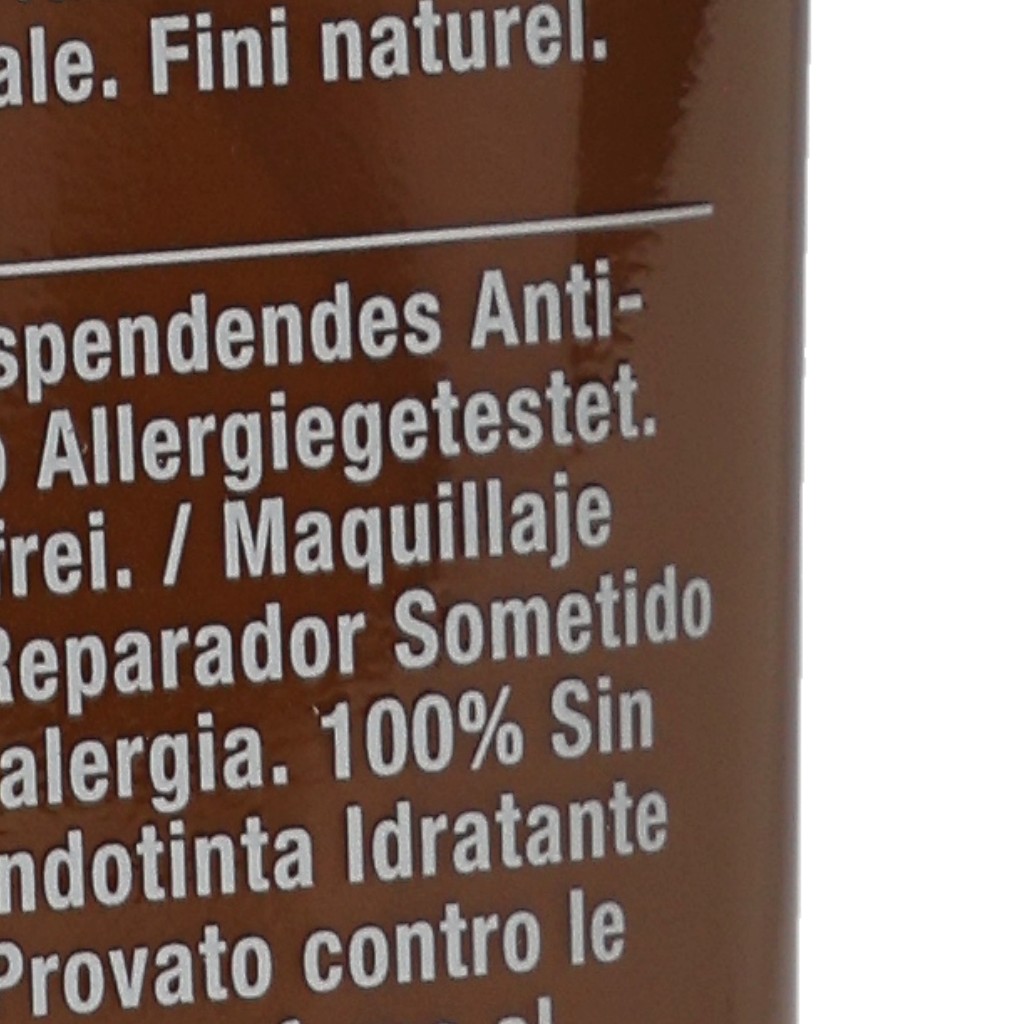 ale. Fini naturel.
spendendes Anti-
Allergiegetestet.
frei. / Maquillaje
Reparador Sometido
alergia. 100% Sin
ndotinta Idratante
Provato contro le